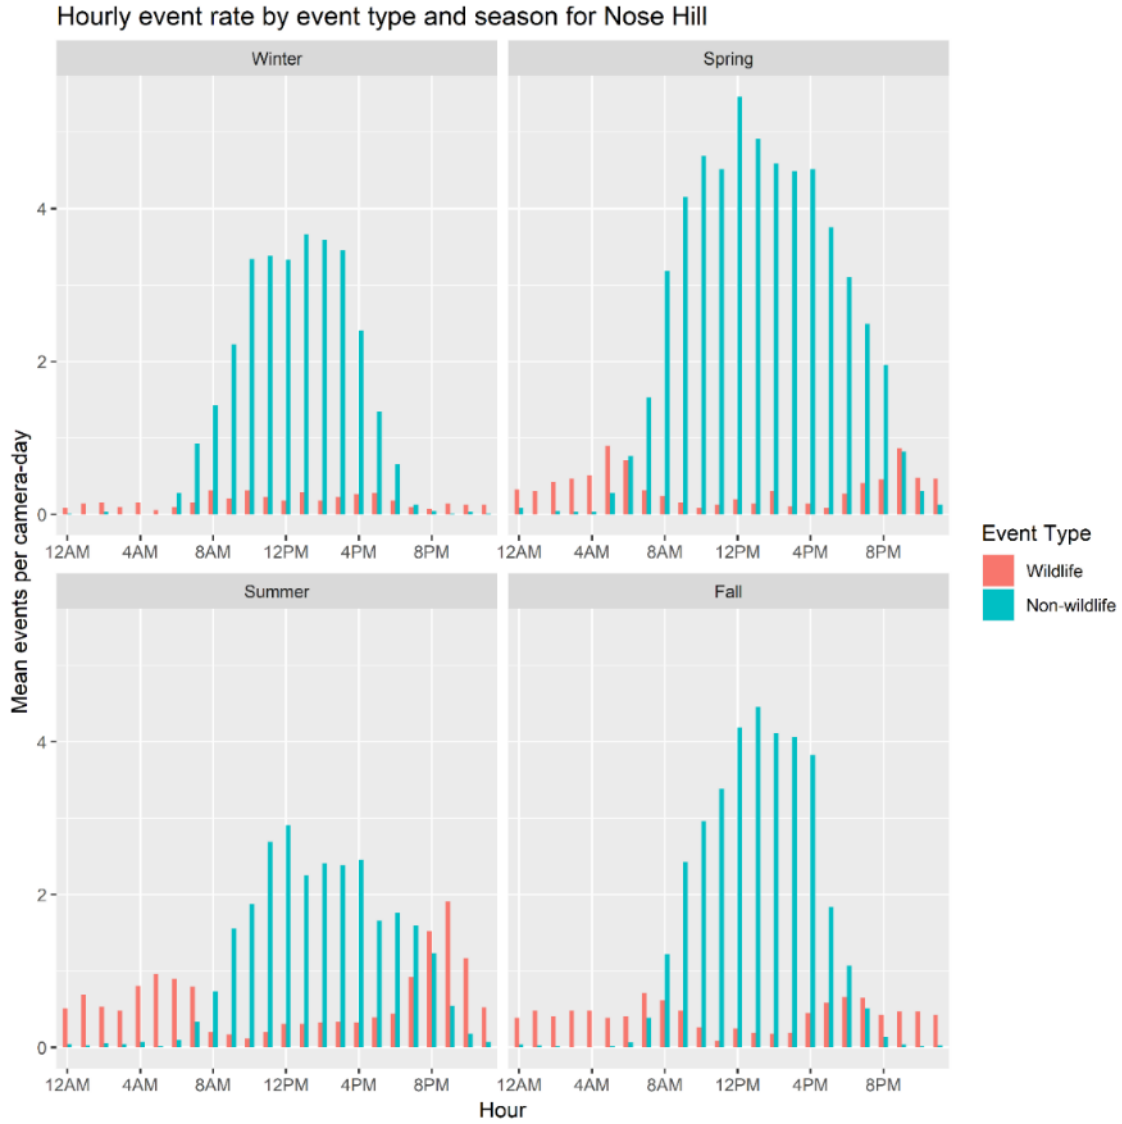 Hourly event rate by event type and season for Nose Hill
Winter
Spring
4
2
0
12AM 4AM 8AM 12PM 4PM 8PM
12AM 4AM 8AM 12PM 4PM 8PM
Mean events per camera-day
Summer
Fall
4
2
0
12AM 4AM 8AM 12PM 4PM 8PM
12AM 4AM 8AM 12PM 4PM 8PM
Hour
Event Type
Wildlife
Non-wildlife